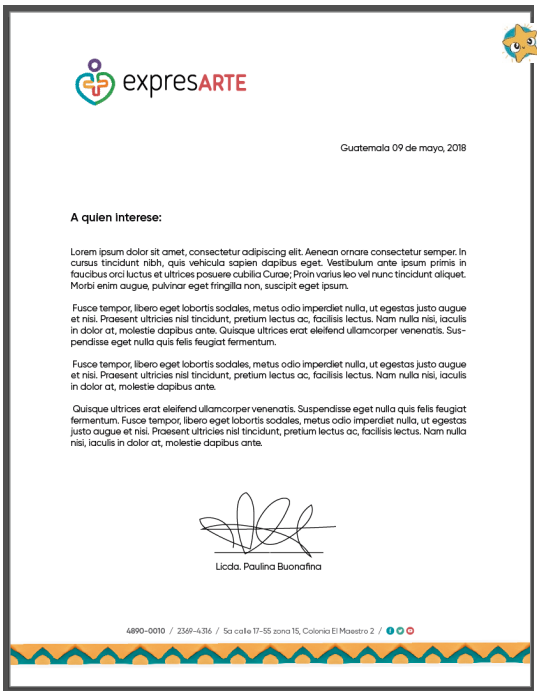 expresARTE
Guatemala 09 de mayo, 2018
A quien interese:
Lorem ipsum dolor sit amet, consectetur adipiscing elit. Aenean ornare consectetur semper. In
cursus tincidunt nibh, quis vehicula sapien dapibus eget. Vestibulum ante ipsum primis in
faucibus orci luctus et ultrices posuere cubilia Curae; Proin varius leo vel nunc tincidunt aliquet.
Morbi enim augue, pulvinar eget fringilla non, suscipit eget ipsum.
Fusce tempor, libero eget lobortis sodales, metus odio imperdiet nulla, ut egestas justo augue
et nisi. Praesent ultricies nisl tincidunt, pretium lectus ac, facilisis lectus. Nam nulla nisi, iaculis
in dolor at, molestie dapibus ante. Quisque ultrices erat eleifend ullamcorper venenatis. Sus-
pendisse eget nulla quis felis feugiat fermentum.
Fusce tempor, libero eget lobortis sodales, metus odio imperdiet nulla, ut egestas justo augue
et nisi. Praesent ultricies nisl tincidunt, pretium lectus ac, facilisis lectus. Nam nulla nisi, iaculis
in dolor at, molestie dapibus ante.
Quisque ultrices erat eleifend ullamcorper venenatis. Suspendisse eget nulla quis felis feugiat
fermentum. Fusce tempor, libero eget lobortis sodales, metus odio imperdiet nulla, ut egestas
justo augue et nisi. Praesent ultricies nisl tincidunt, pretium lectus ac, facilisis lectus. Nam nulla
nisi, iaculis in dolor at, molestie dapibus ante.
Licda. Paulina Buonafina
4890-0010 / 2369-4316 / 5a calle 17-55 zona 15, Colonia El Maestro 2 /